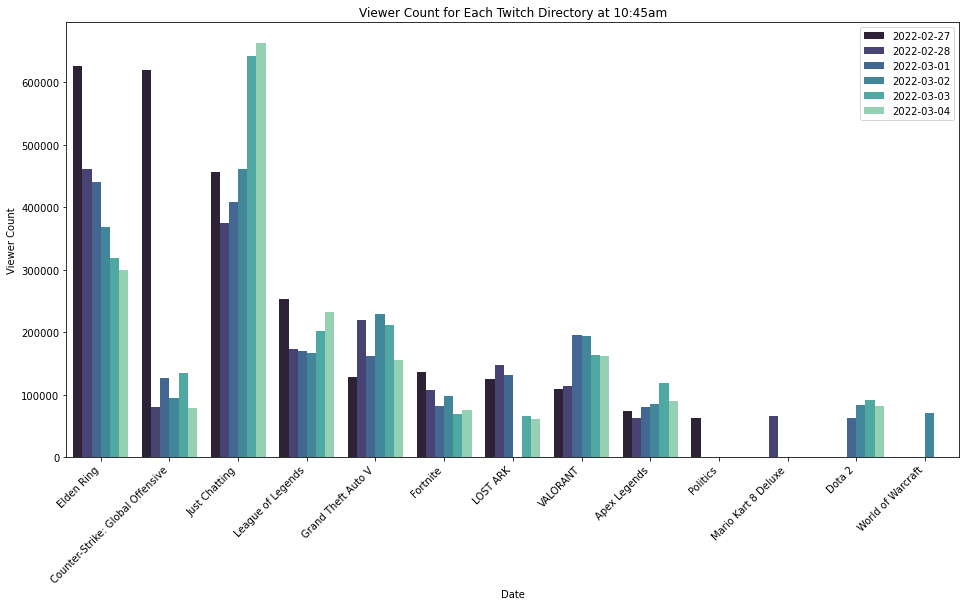 Viewer Count for Each Twitch Directory at 10:45am
2022-02-27
2022-02-28
2022-03-01
2022-03-02
2022-03-03
2022-03-04
Viewer Count
600000
500000
400000
300000
200000
100000
0
Elden Ring
Counter-Strike: Global Offensive
Just Chatting
League of Legends
Grand Theft Auto V
Fortnite
LOST ARK
VALORANT
Apex Legends
Politics
Mario Kart 8 Deluxe
Dota 2
World of Warcraft
Date